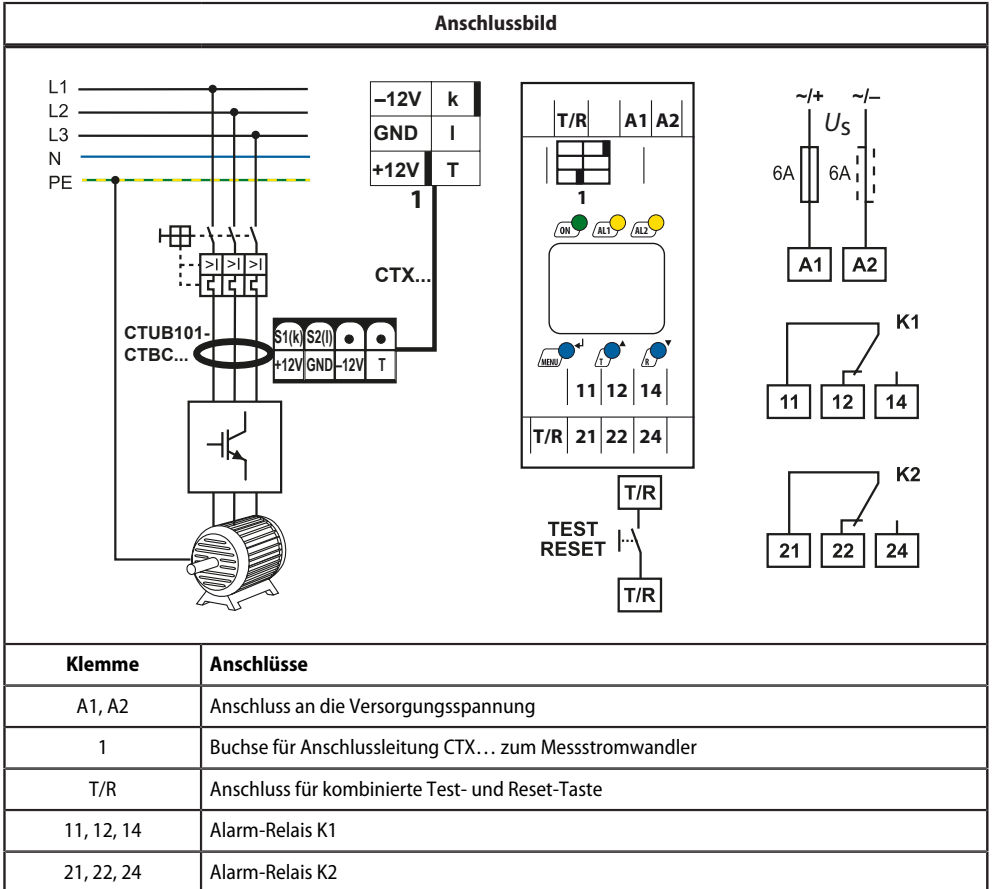 Anschlussbild
L1
L2
L3
N
PE
–12V k
GND l
+12V T
1
CTX...
>I >I >I
CTUB101-
CTBC...
S1(k) S2(l)
+12V GND –12V T
T/R A1 A2
1
ON AL1 AL2
MENU T R
11 12 14
T/R 21 22 24
T/R
TEST
RESET
T/R
~/+ ~/–
US
6A 6A
A1 A2
K1
11 12 14
K2
21 22 24
Klemme Anschlüsse
A1, A2 Anschluss an die Versorgungsspannung
1 Buchse für Anschlussleitung CTX… zum Messstromwandler
T/R Anschluss für kombinierte Test- und Reset-Taste
11, 12, 14 Alarm-Relais K1
21, 22, 24 Alarm-Relais K2